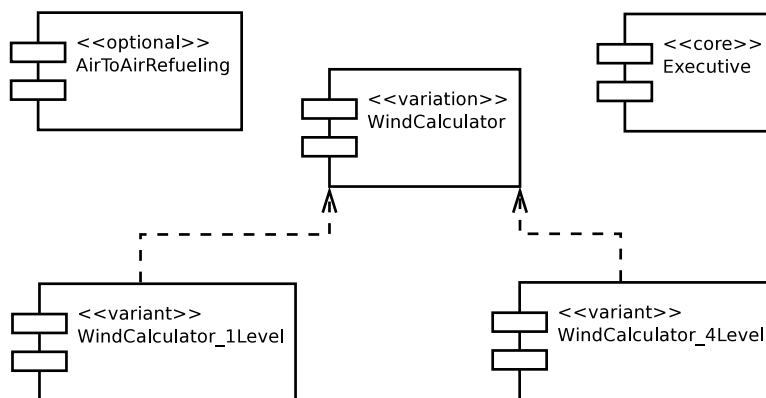 <<optional>>
AirToAirRefueling
<<variation>>
WindCalculator
<<core>>
Executive
<<variant>>
WindCalculator_1Level
<<variant>>
WindCalculator_4Level